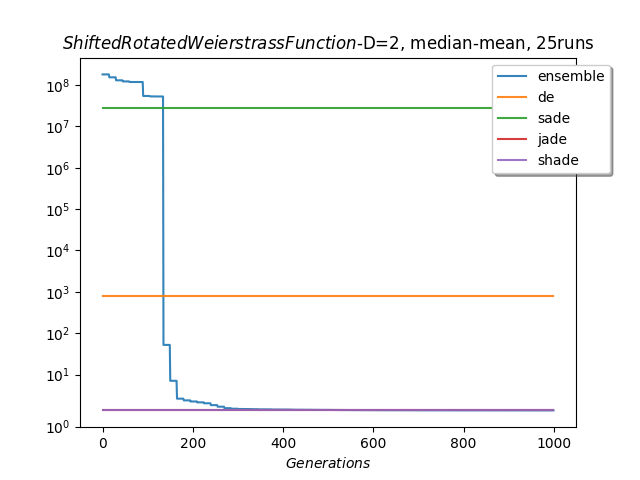 ShiftedRotatedWeierstrassFunction-D=2, median-mean, 25runs
ensemble
de
sade
jade
shade
10^8
10^7
10^6
10^5
10^4
10^3
10^2
10^1
10^0
0 200 400 600 800 1000
Generations